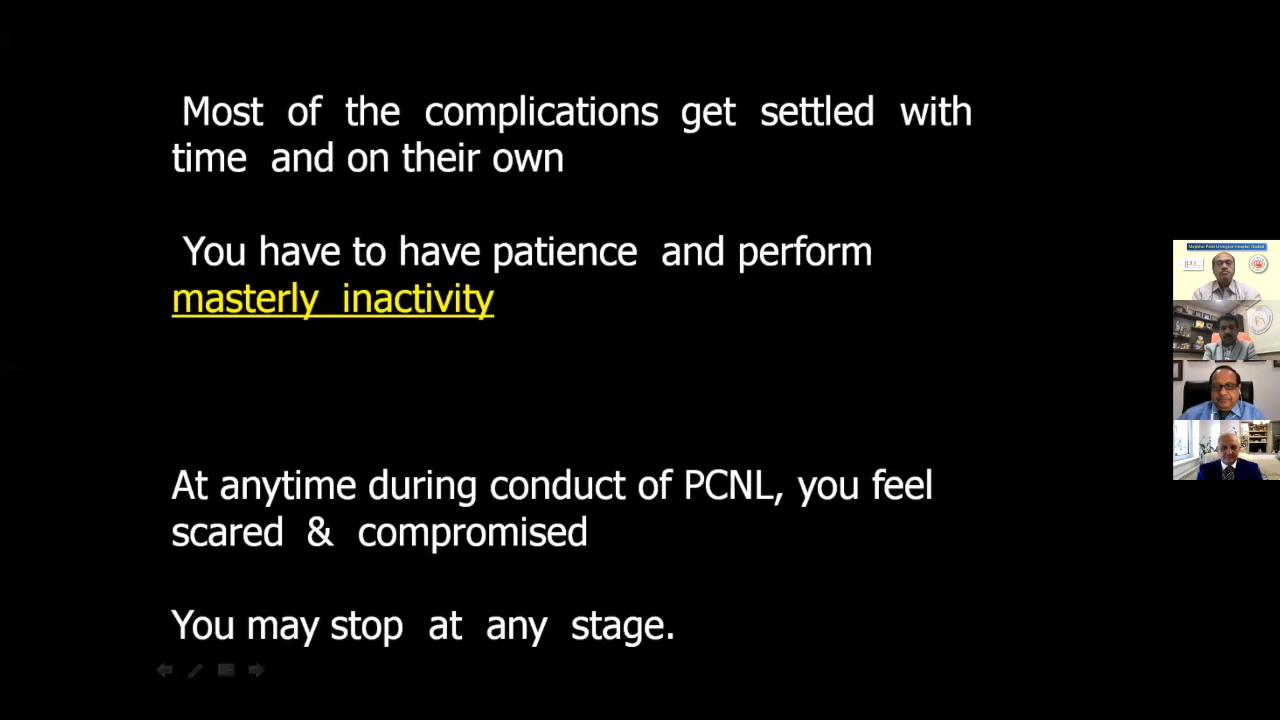 Most of the complications get settled with
time and on their own
You have to have patience and perform
masterly inactivity
At anytime during conduct of PCNL, you feel
scared & compromised
You may stop at any stage.